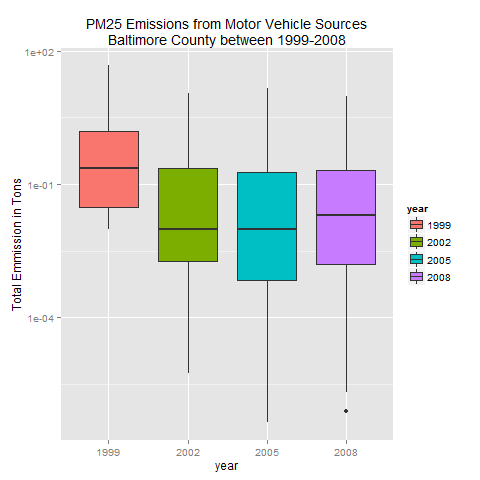 PM25 Emissions from Motor Vehicle Sources
Baltimore County between 1999-2008
Total Emmission in Tons
1e+02
1e-01
1e-04
1999
2002
2005
2008
year
year
1999
2002
2005
2008